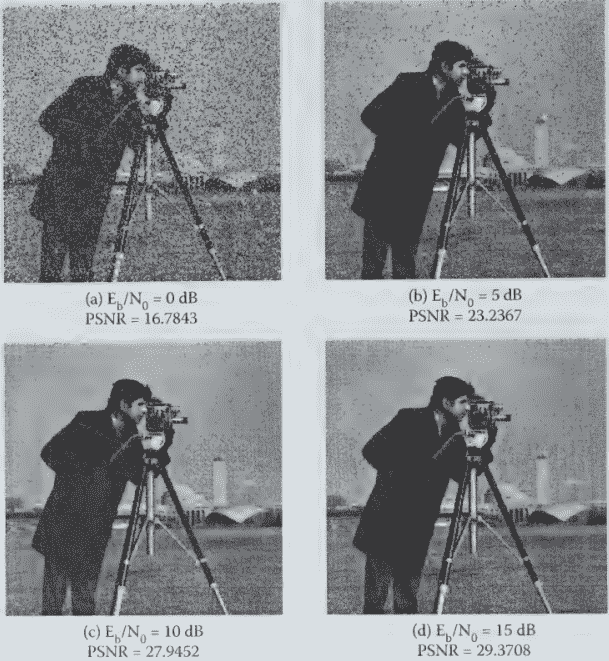 (a) E_b/N_0 = 0 dB
PSNR = 16.7843
(b) E_b/N_0 = 5 dB
PSNR = 23.2367
(c) E_b/N_0 = 10 dB
PSNR = 27.9452
(d) E_b/N_0 = 15 dB
PSNR = 29.3708